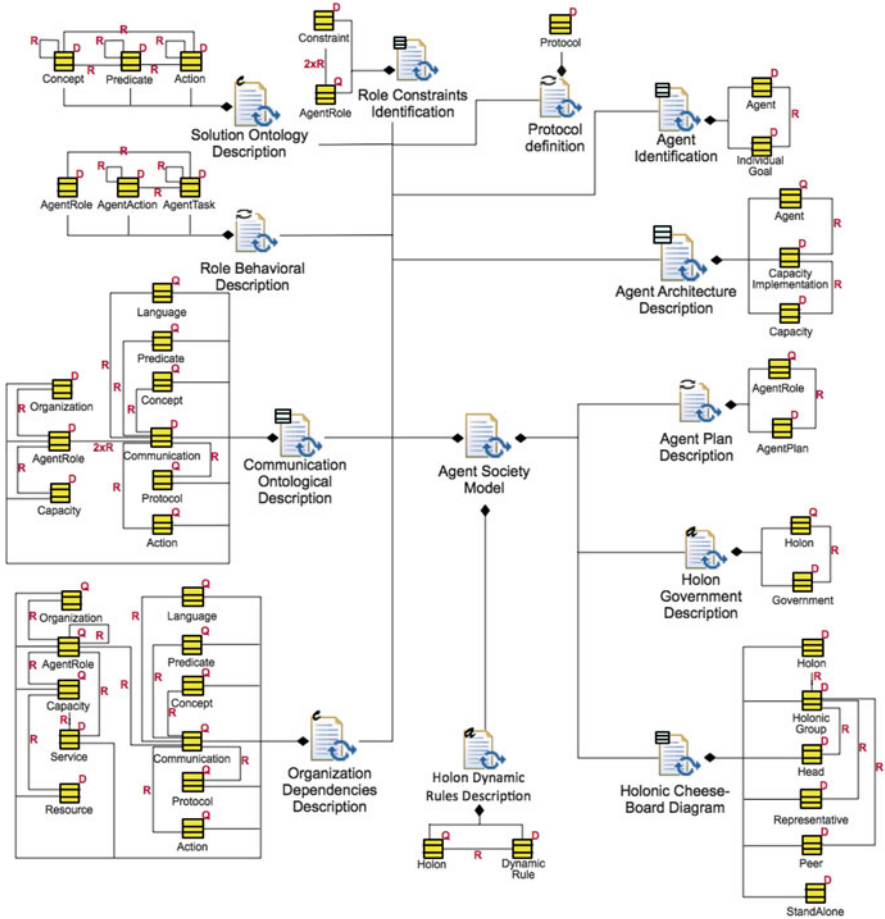 D
D
D
R
R
R
R
R
R
Concept
Predicate
Action
c
Solution Ontology
Description
D
Constraint
2xR
Q
AgentRole
Role Constraints
Identification
D
Protocol
Protocol
definition
Agent
Identification
D
Agent
R
D
Individual
Goal
R
D
D
D
R
R
R
AgentRole
AgentAction
AgentTask
Role Behavioral
Description
Q
Agent
R
D
Capacity
Implementation
D
R
Capacity
Agent Architecture
Description
Q
Language
Q
Predicate
R
R
Q
Concept
R
D
Organization
R
D
AgentRole
2xR
D
Communication
R
R
D
Capacity
Q
Protocol
R
Q
Action
Communication
Ontological
Description
Agent Society
Model
Agent Plan
Description
Q
AgentRole
R
D
AgentPlan
a
Holon
Government
Description
Q
Holon
R
D
Government
Q
Organization
R
R
Q
AgentRole
R
R
Q
Capacity
R
R
D
Service
D
Resource
Q
Language
R
Q
Predicate
R
R
Q
Concept
R
Q
Communication
R
Q
Protocol
R
Q
Action
c
Organization
Dependencies
Description
a
Holon Dynamic
Rules Description
Q
D
Holon
R
Dynamic
Rule
Holonic Cheese-
Board Diagram
D
Holon
R
D
Holonic
Group
D
R
Head
R
R
D
Representative
D
Peer
D
StandAlone